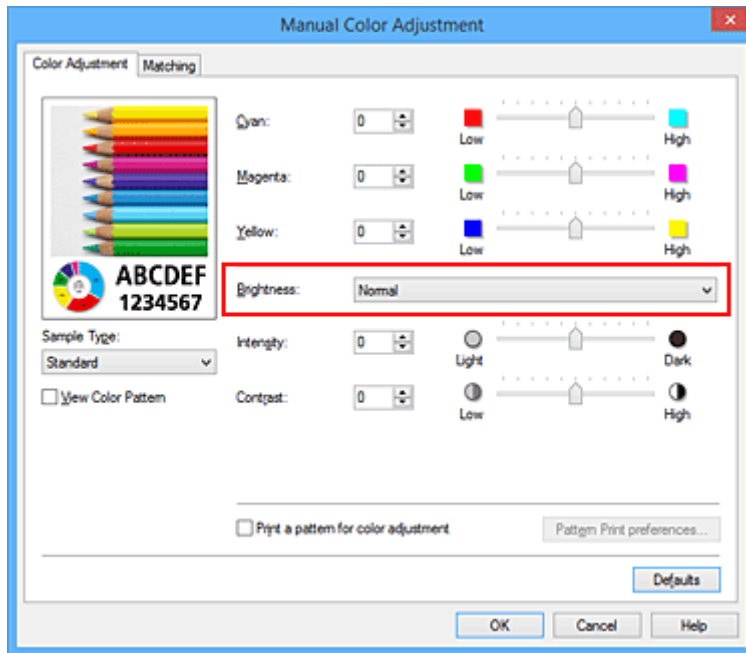 Manual Color Adjustment
Color Adjustment Matching
Cyan: 0 Low High
Magenta: 0 Low High
Yellow: 0 Low High
ABCDEF
1234567
Brightness: Normal
Sample Type:
Standard
View Color Pattern
Intensity: 0 Light Dark
Contrast: 0 Low High
Print a pattern for color adjustment Pattern Print preferences...
Defaults
OK Cancel Help